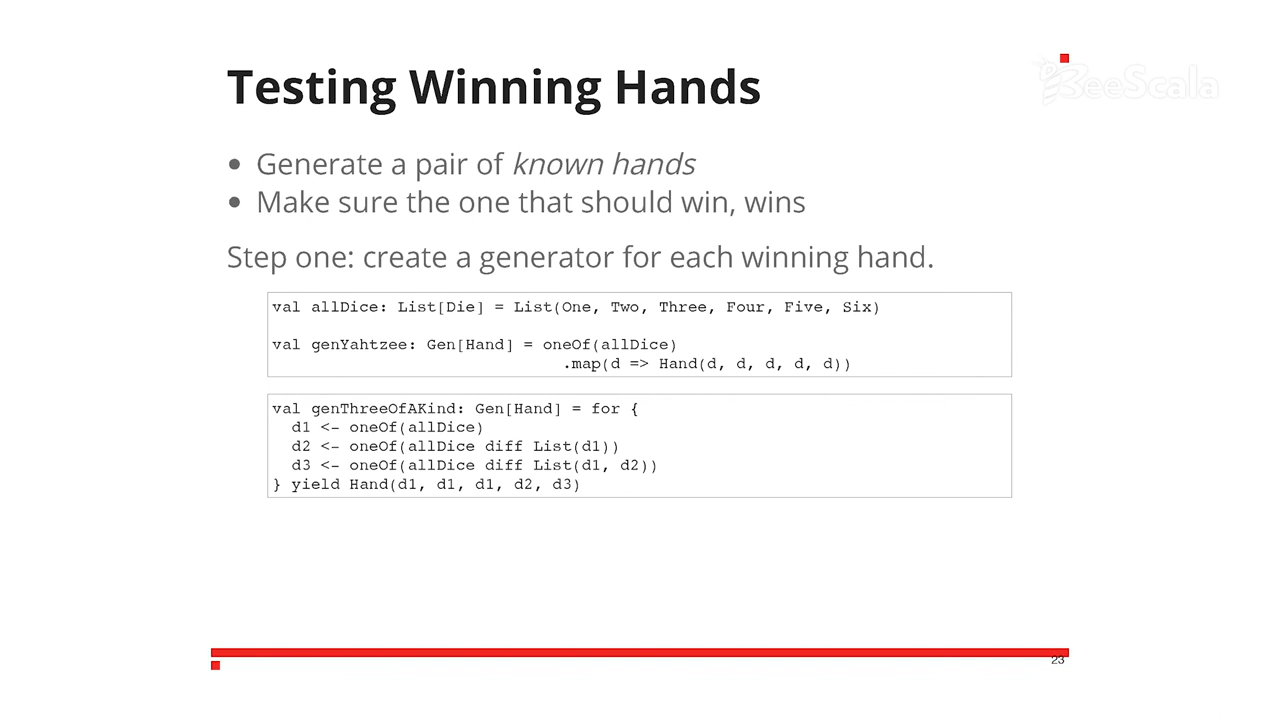 BeeScala
Testing Winning Hands
• Generate a pair of known hands
• Make sure the one that should win, wins
Step one: create a generator for each winning hand.
val allDice: List[Die] = List(One, Two, Three, Four, Five, Six)
val genYahtzee: Gen[Hand] = oneOf(allDice)
.map(d => Hand(d, d, d, d, d))
val genThreeOfAKind: Gen[Hand] = for {
d1 <- oneOf(allDice)
d2 <- oneOf(allDice diff List(d1))
d3 <- oneOf(allDice diff List(d1, d2))
} yield Hand(d1, d1, d1, d2, d3)
23